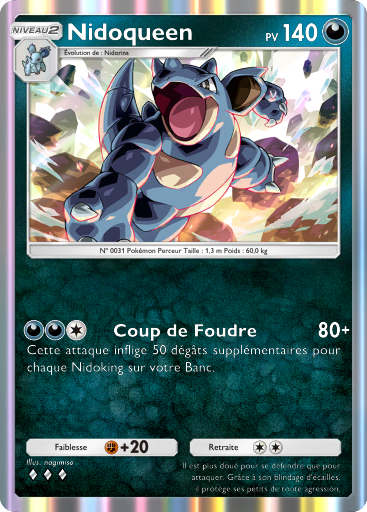 NIVEAU 2
Nidoqueen
PV 140
Évolution de : Nidorina
N° 0031 Pokémon Perceur Taille : 1,3 m Poids : 60,0 kg
Coup de Foudre 80+
Cette attaque inflige 50 dégâts supplémentaires pour
chaque Nidoking sur votre Banc.
Faiblesse +20 Retraite
Illus. nagimiso
Il est plus doué pour se défendre que pour
attaquer. Grâce à son blindage d'écailles,
il protège ses petits de toute agression.